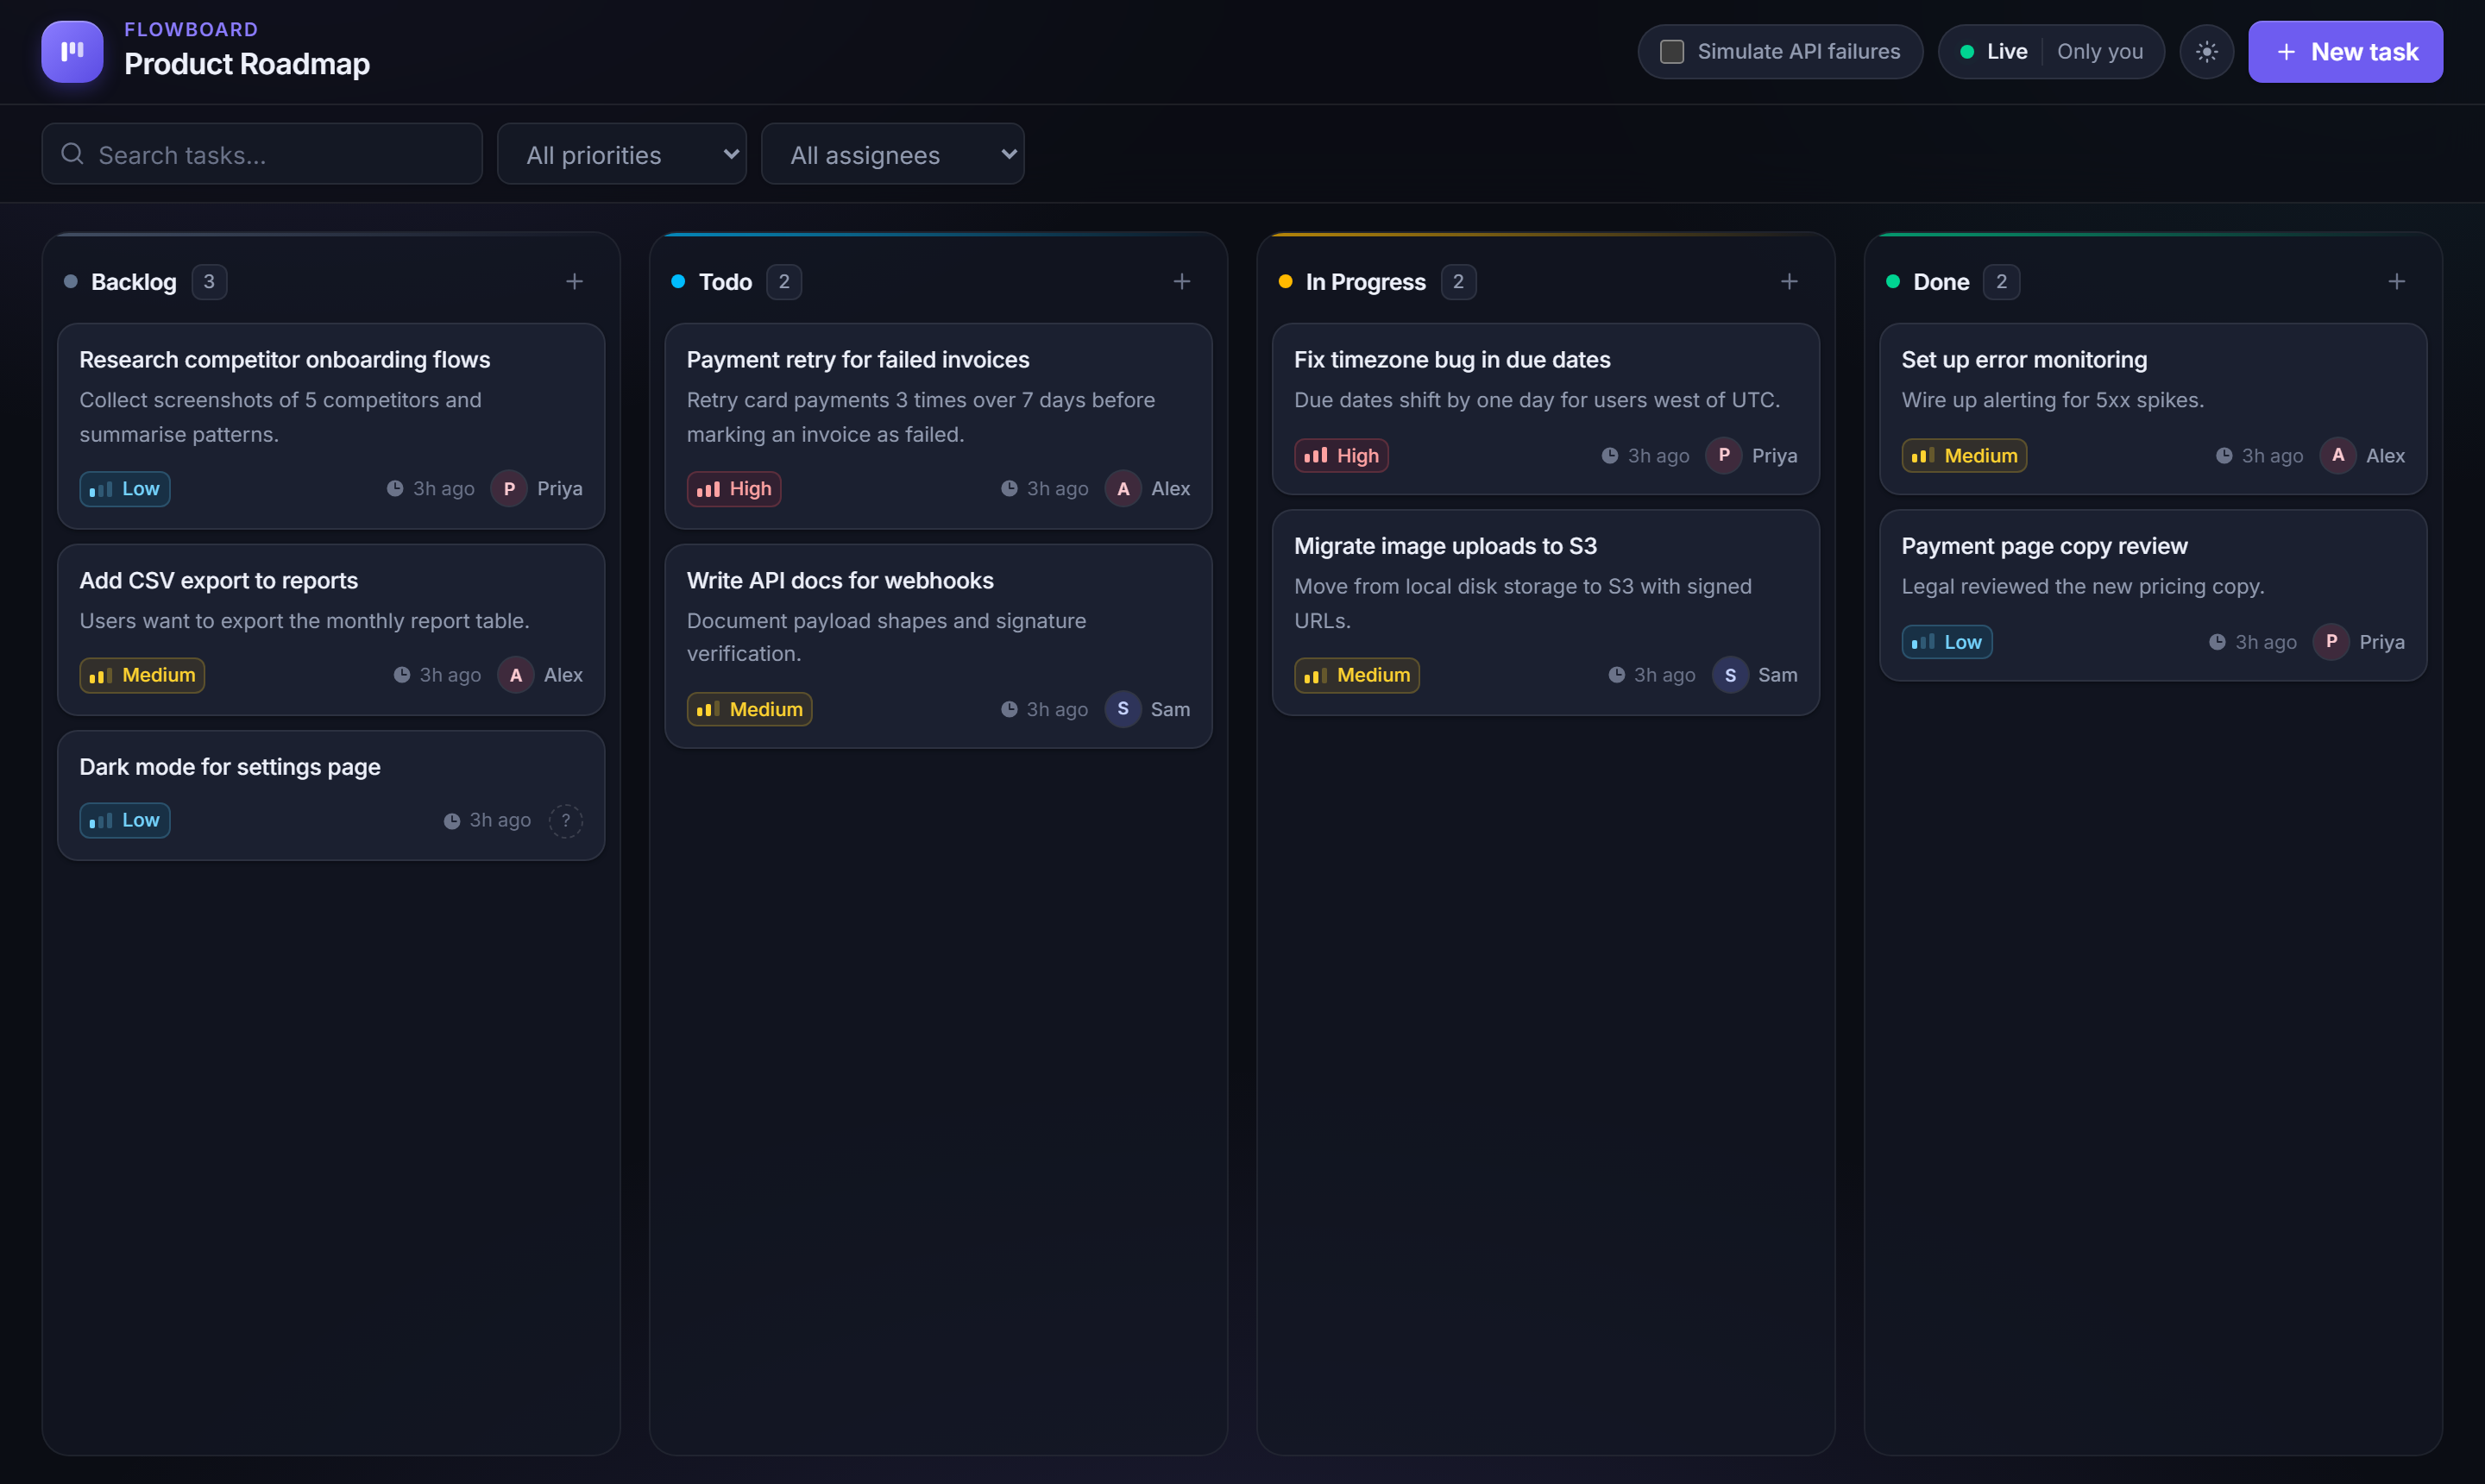 FLOWBOARD
Product Roadmap
Simulate API failures
Live
Only you
New task
Search tasks...
All priorities
All assignees
Backlog 3
Research competitor onboarding flows
Collect screenshots of 5 competitors and
summarise patterns.
Low 3h ago P Priya
Add CSV export to reports
Users want to export the monthly report table.
Medium 3h ago A Alex
Dark mode for settings page
Low 3h ago ?
Todo 2
Payment retry for failed invoices
Retry card payments 3 times over 7 days before
marking an invoice as failed.
High 3h ago A Alex
Write API docs for webhooks
Document payload shapes and signature
verification.
Medium 3h ago S Sam
In Progress 2
Fix timezone bug in due dates
Due dates shift by one day for users west of UTC.
High 3h ago P Priya
Migrate image uploads to S3
Move from local disk storage to S3 with signed
URLs.
Medium 3h ago S Sam
Done 2
Set up error monitoring
Wire up alerting for 5xx spikes.
Medium 3h ago A Alex
Payment page copy review
Legal reviewed the new pricing copy.
Low 3h ago P Priya